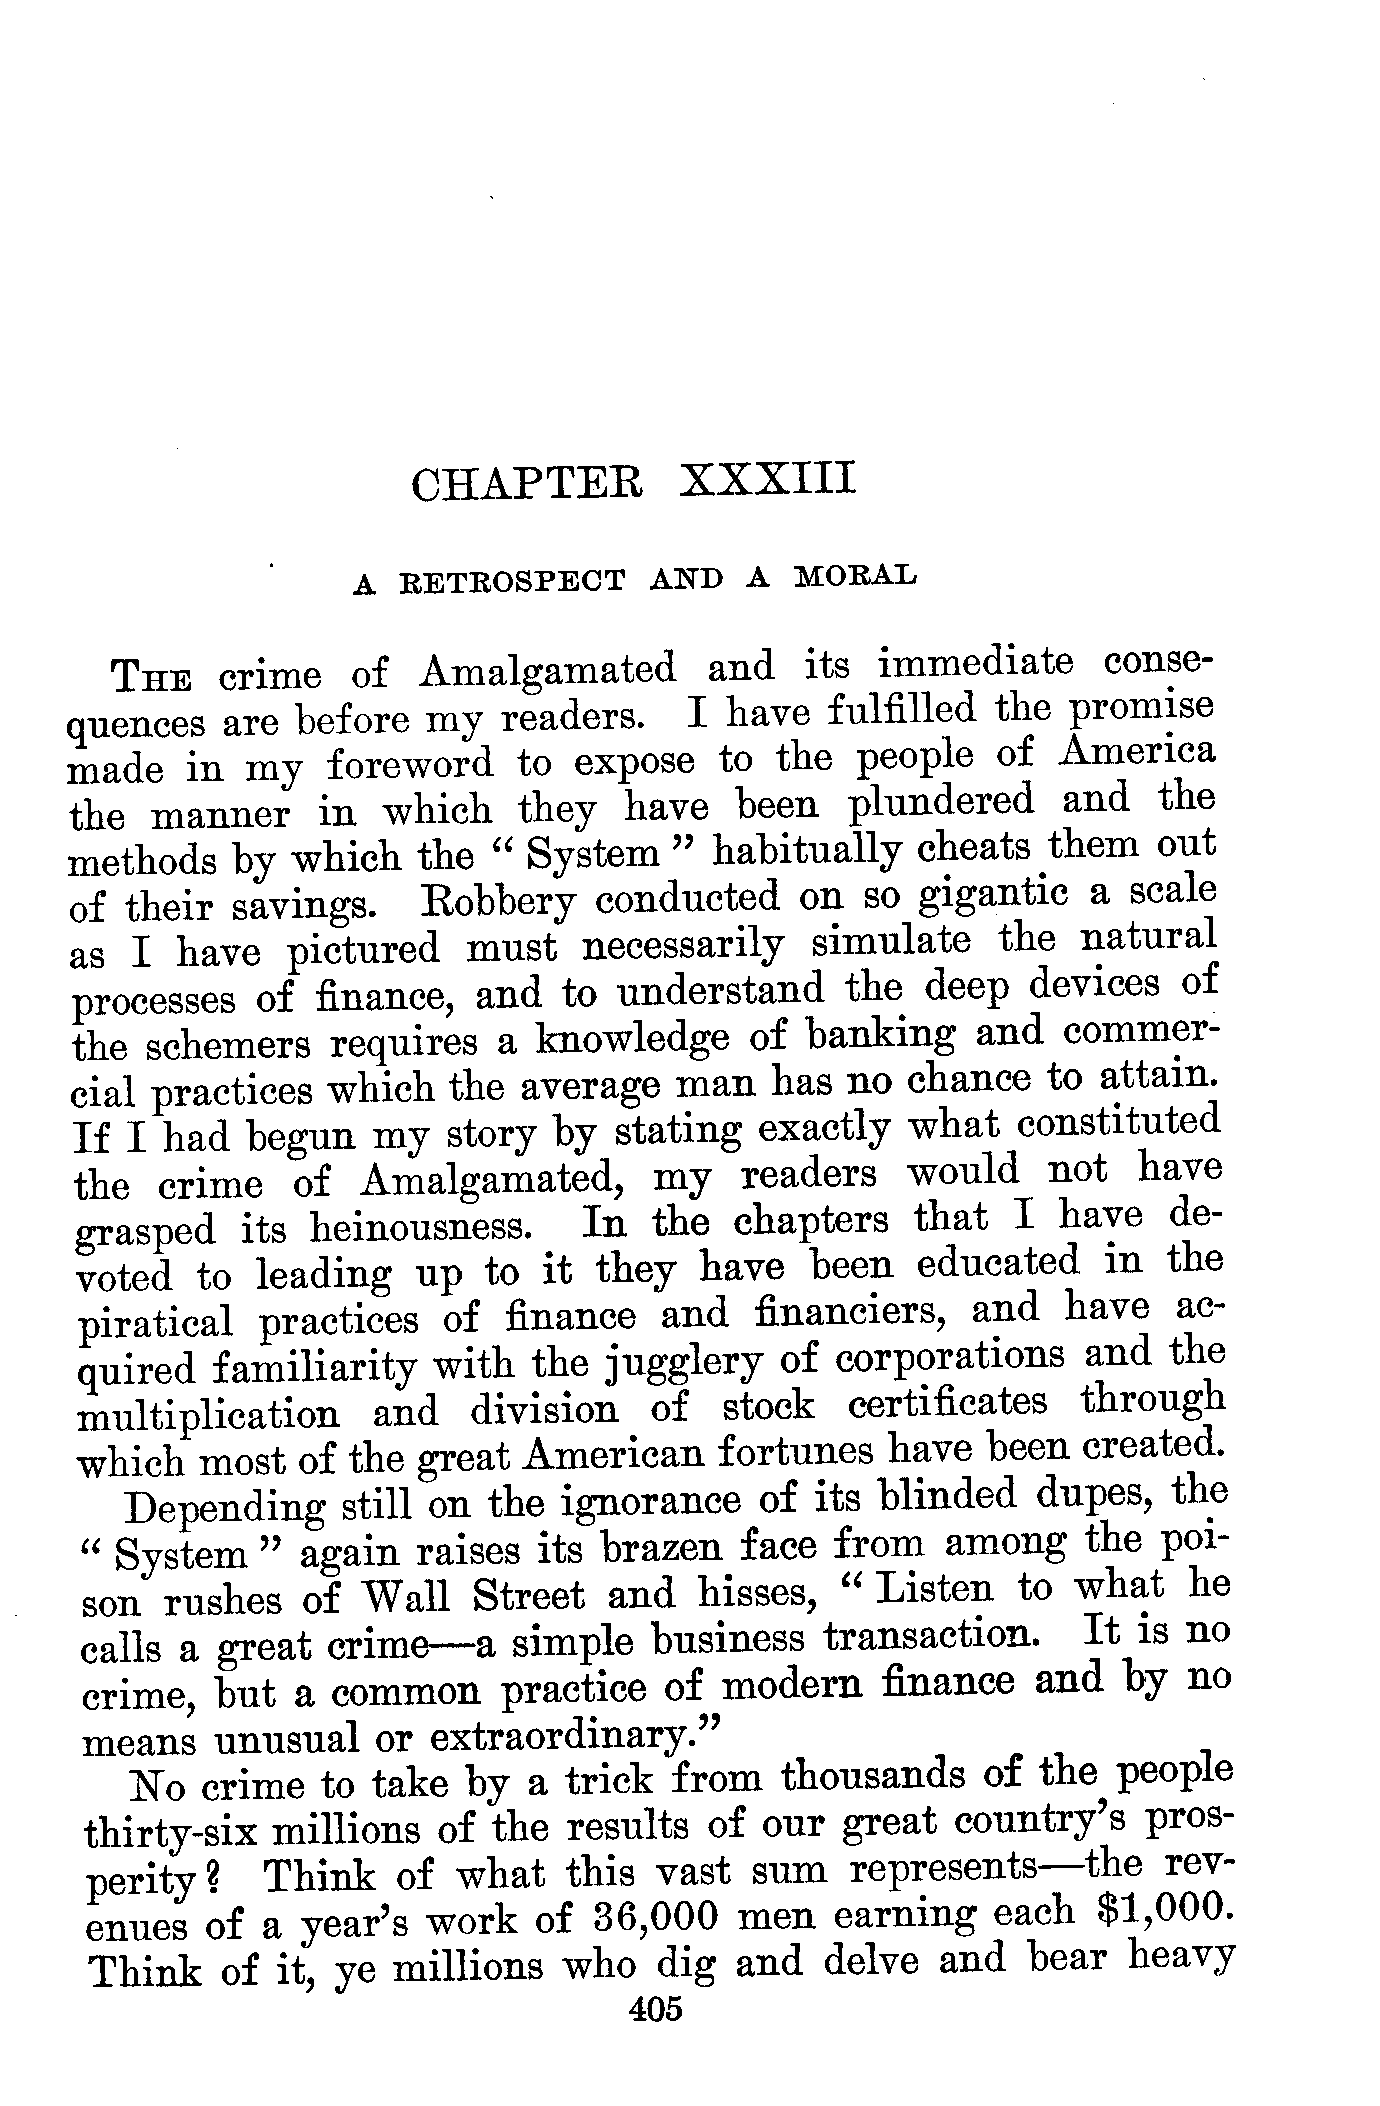 CHAPTER XXXIII
A RETROSPECT AND A MORAL
THE crime of Amalgamated and its immediate conse-
quences are before my readers. I have fulfilled the promise
made in my foreword to expose to the people of America
the manner in which they have been plundered and the
methods by which the “ System ” habitually cheats them out
of their savings. Robbery conducted on so gigantic a scale
as I have pictured must necessarily simulate the natural
processes of finance, and to understand the deep devices of
the schemers requires a knowledge of banking and commer-
cial practices which the average man has no chance to attain.
If I had begun my story by stating exactly what constituted
the crime of Amalgamated, my readers would not have
grasped its heinousness. In the chapters that I have de-
voted to leading up to it they have been educated in the
piratical practices of finance and financiers, and have ac-
quired familiarity with the jugglery of corporations and the
multiplication and division of stock certificates through
which most of the great American fortunes have been created.
Depending still on the ignorance of its blinded dupes, the
“ System ” again raises its brazen face from among the poi-
son rushes of Wall Street and hisses, “ Listen to what he
calls a great crime—a simple business transaction. It is no
crime, but a common practice of modern finance and by no
means unusual or extraordinary.”
No crime to take by a trick from thousands of the people
thirty-six millions of the results of our great country’s pros-
perity? Think of what this vast sum represents—the rev-
enues of a year’s work of 36,000 men earning each $1,000.
Think of it, ye millions who dig and delve and bear heavy
405